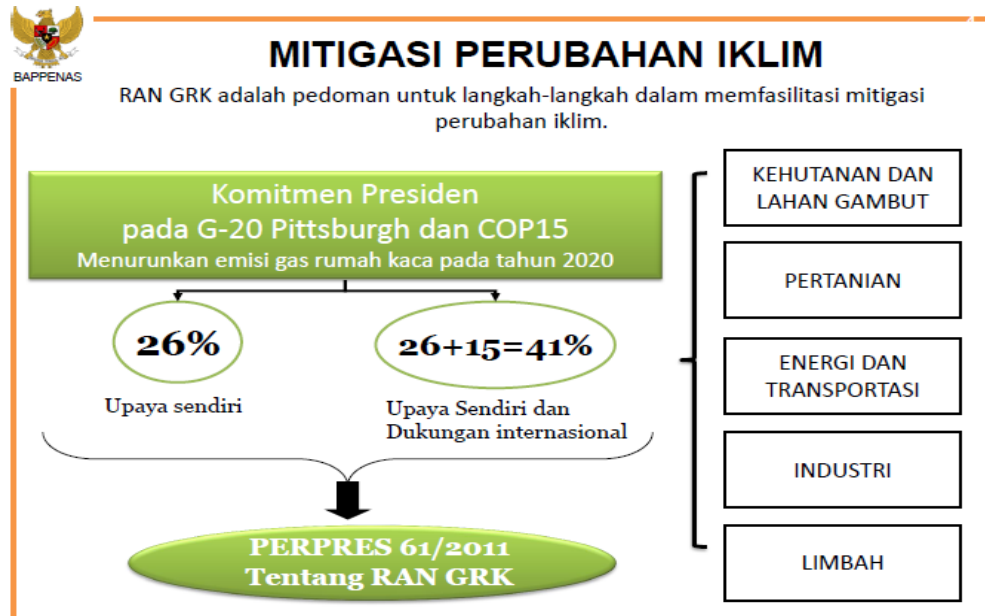 4
BAPPENAS
MITIGASI PERUBAHAN IKLIM
RAN GRK adalah pedoman untuk langkah-langkah dalam memfasilitasi mitigasi
perubahan iklim.
Komitmen Presiden
pada G-20 Pittsburgh dan COP15
Menurunkan emisi gas rumah kaca pada tahun 2020
26%
Upaya sendiri
26+15=41%
Upaya Sendiri dan
Dukungan internasional
PERPRES 61/2011
Tentang RAN GRK
KEHUTANAN DAN
LAHAN GAMBUT
PERTANIAN
ENERGI DAN
TRANSPORTASI
INDUSTRI
LIMBAH